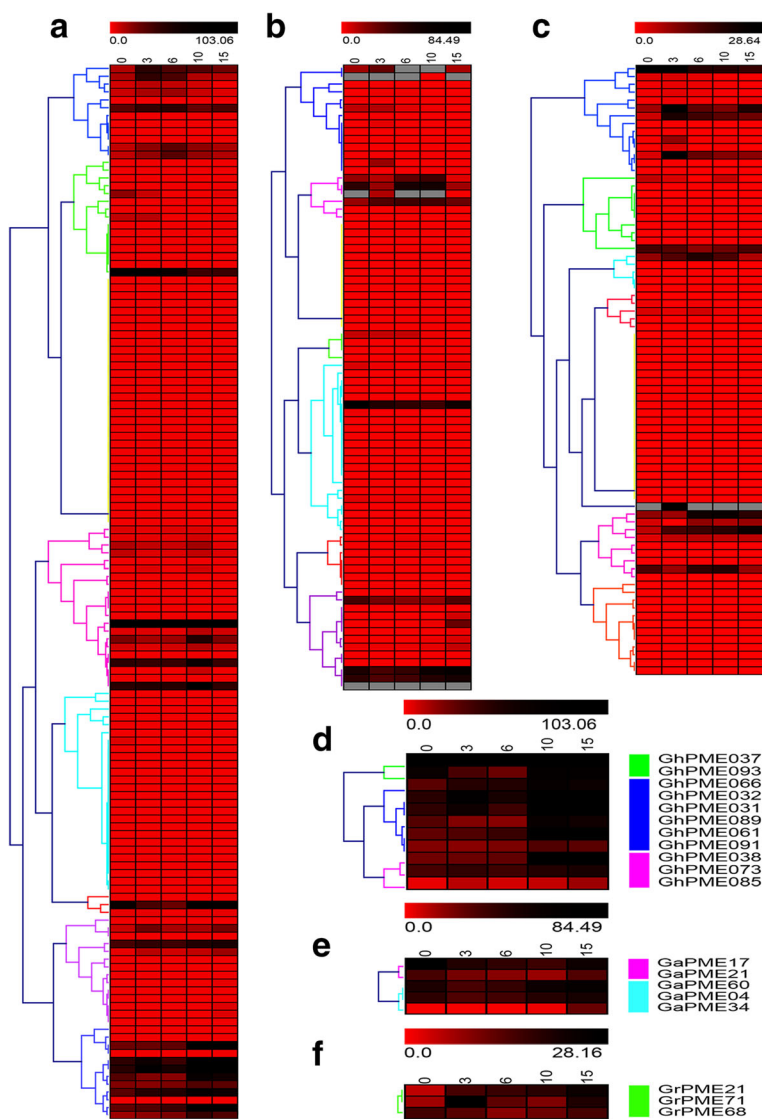 a
0.0 103.06
0 3 6 10 15
b
0.0 84.49
0 3 6 10 15
c
0.0 28.64
0 3 6 10 15
d
0.0 103.06
0 3 6 10 15
GhPME037
GhPME093
GhPME066
GhPME032
GhPME031
GhPME089
GhPME061
GhPME091
GhPME038
GhPME073
GhPME085
e
0.0 84.49
0 3 6 10 15
GaPME17
GaPME21
GaPME60
GaPME04
GaPME34
f
0.0 28.16
0 3 6 10 15
GrPME21
GrPME71
GrPME68